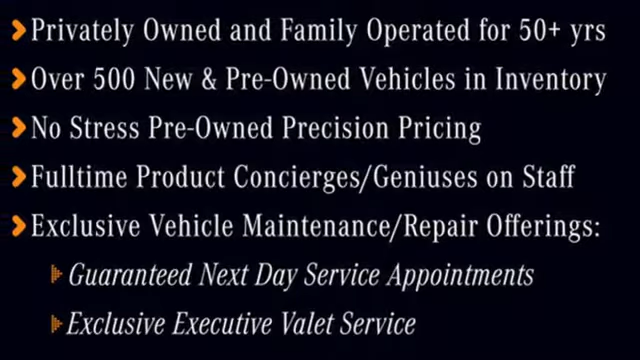 Privately Owned and Family Operated for 50+ yrs
Over 500 New & Pre-Owned Vehicles in Inventory
No Stress Pre-Owned Precision Pricing
Fulltime Product Concierges/Geniuses on Staff
Exclusive Vehicle Maintenance/Repair Offerings:
Guaranteed Next Day Service Appointments
Exclusive Executive Valet Service